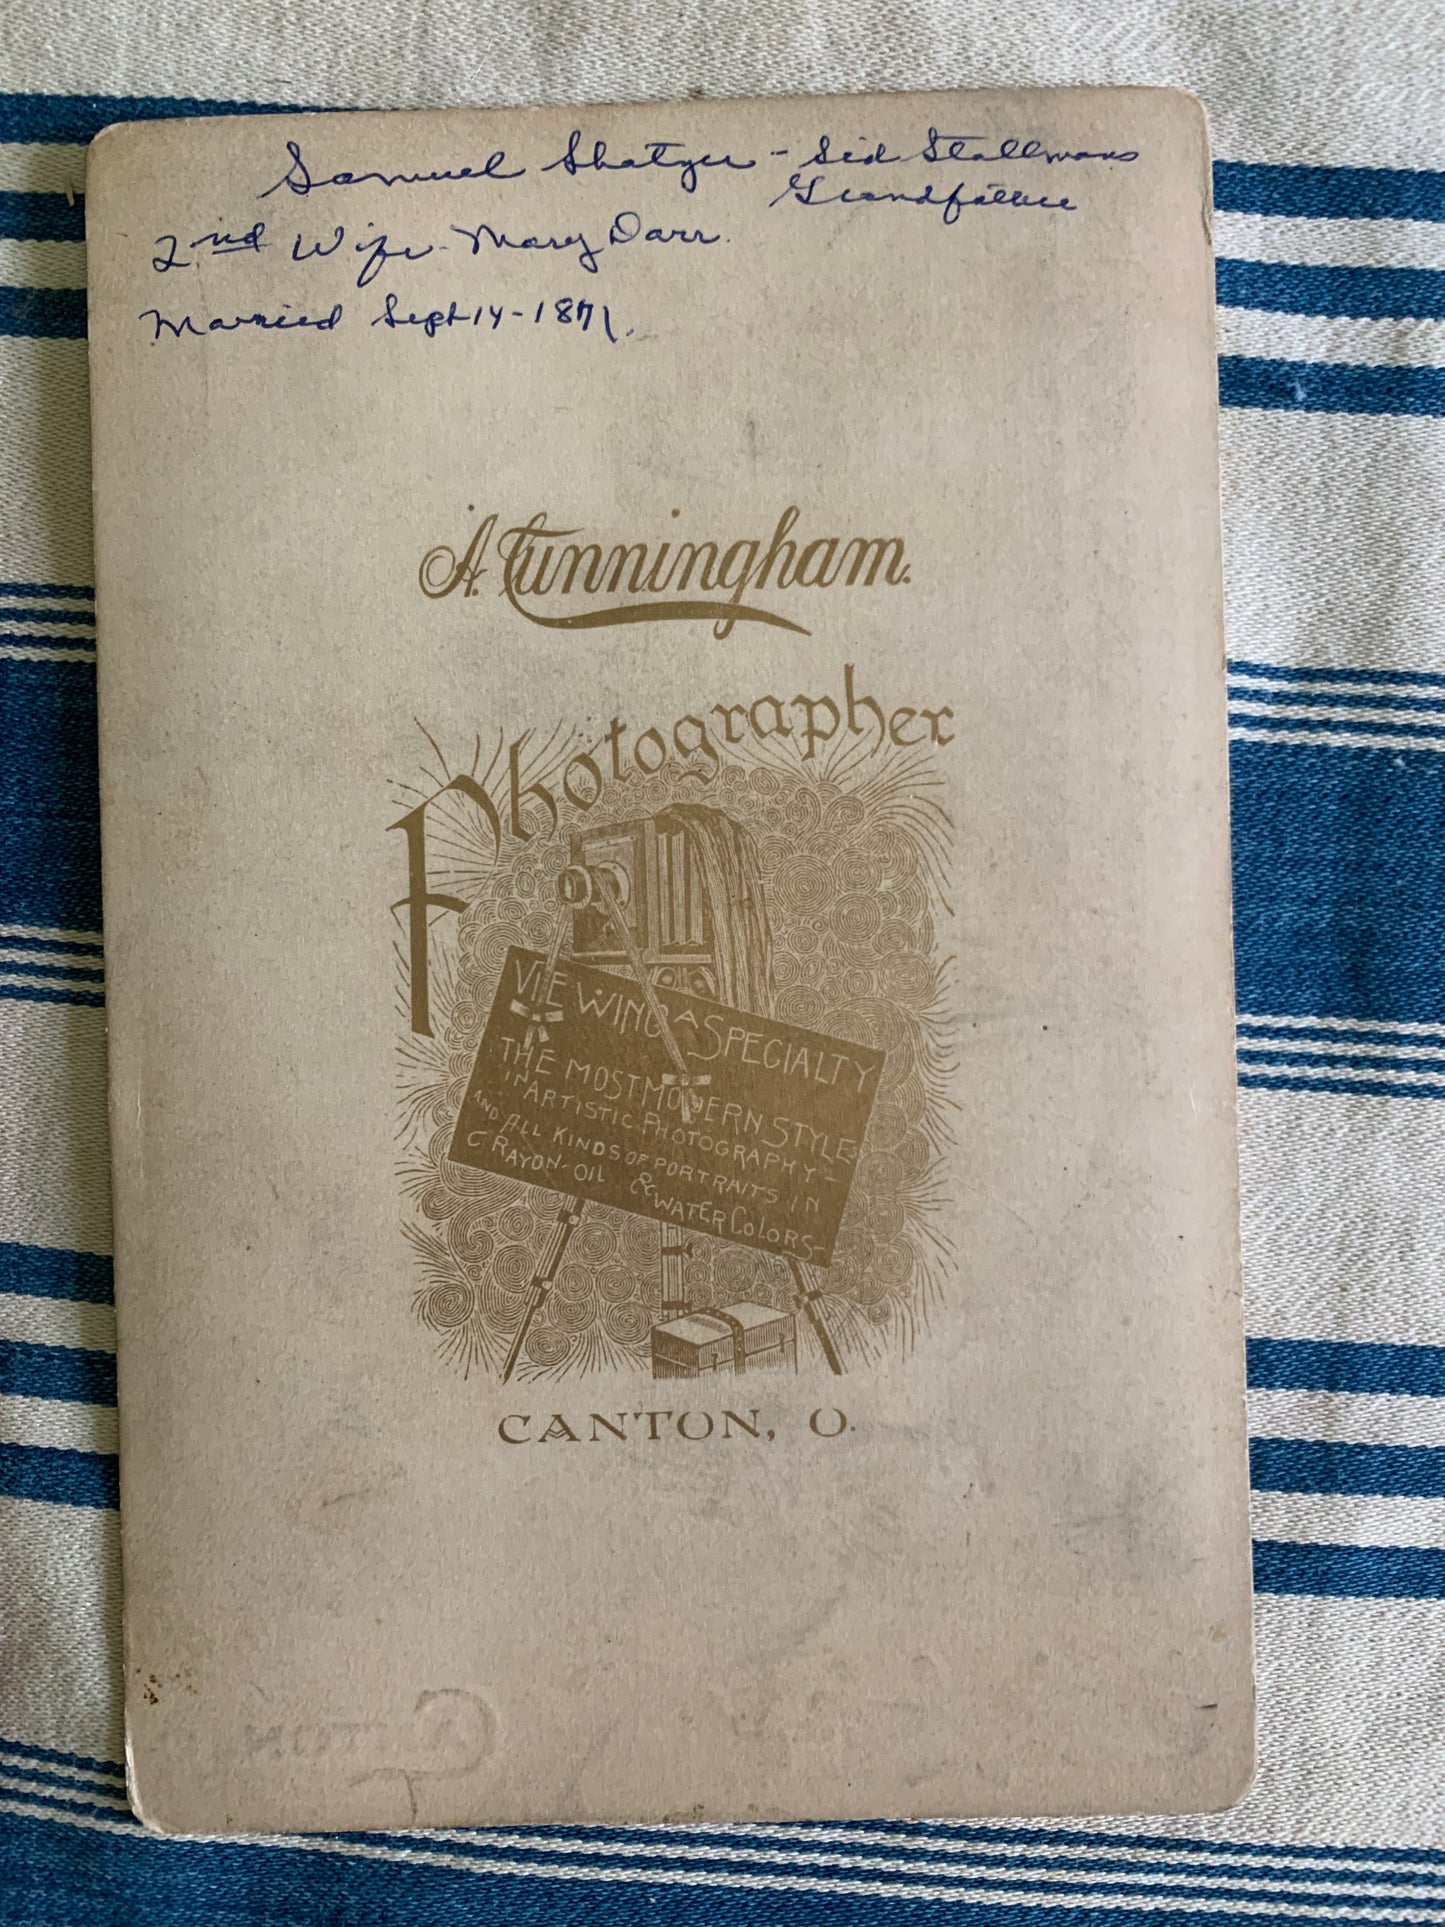 Samuel Shatzer - Sid Stallmans
Grandfather
2nd Wife - Mary Darr.
Married Sept 14 - 1871.
A. Cunningham.
Photographer
VIEWING A SPECIALTY
THE MOST MODERN STYLES
IN ARTISTIC PHOTOGRAPHY -
AND ALL KINDS OF PORTRAITS IN
CRAYON - OIL & WATER COLORS -
CANTON, O.